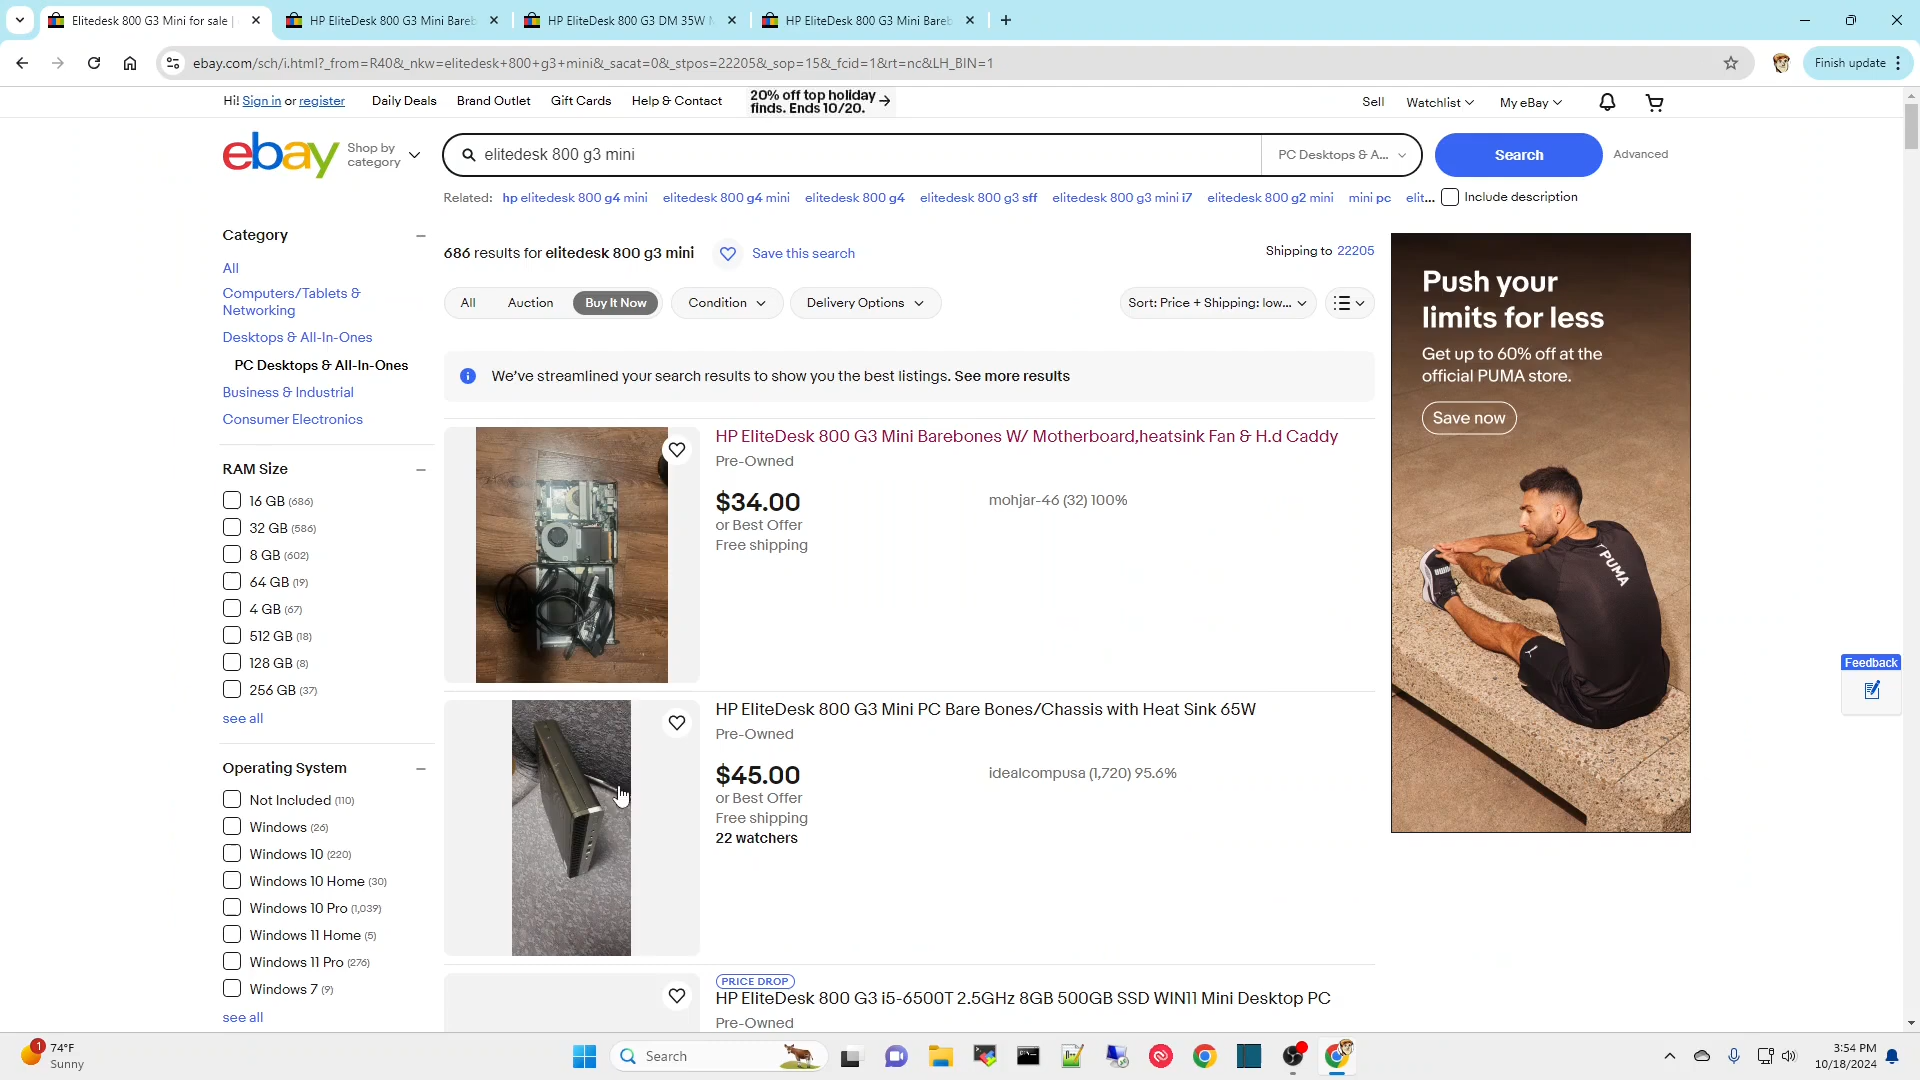 Elitedesk 800 G3 Mini for sale |
HP EliteDesk 800 G3 Mini Bareb
HP EliteDesk 800 G3 DM 35W M
HP EliteDesk 800 G3 Mini Bareb
ebay.com/sch/i.html?_from=R40&_nkw=elitedesk+800+g3+mini&_sacat=0&_stpos=22205&_sop=15&_fcid=1&rt=nc&LH_BIN=1
Finish update
Hi! Sign in or register
Daily Deals
Brand Outlet
Gift Cards
Help & Contact
20% off top holiday
finds. Ends 10/20.
Sell
Watchlist
My eBay
ebay
Shop by
category
elitedesk 800 g3 mini
PC Desktops & A...
Search
Advanced
Related: hp elitedesk 800 g4 mini elitedesk 800 g4 mini elitedesk 800 g4 elitedesk 800 g3 sff elitedesk 800 g3 mini i7 elitedesk 800 g2 mini mini pc elit...
Include description
Category
All
Computers/Tablets &
Networking
Desktops & All-In-Ones
PC Desktops & All-In-Ones
Business & Industrial
Consumer Electronics
RAM Size
16 GB (686)
32 GB (586)
8 GB (602)
64 GB (19)
4 GB (67)
512 GB (18)
128 GB (8)
256 GB (37)
see all
Operating System
Not Included (110)
Windows (26)
Windows 10 (220)
Windows 10 Home (30)
Windows 10 Pro (1,039)
Windows 11 Home (5)
Windows 11 Pro (276)
Windows 7 (9)
see all
686 results for elitedesk 800 g3 mini
Save this search
Shipping to 22205
All
Auction
Buy It Now
Condition
Delivery Options
Sort: Price + Shipping: low...
We've streamlined your search results to show you the best listings. See more results
HP EliteDesk 800 G3 Mini Barebones W/ Motherboard,heatsink Fan & H.d Caddy
Pre-Owned
$34.00
mohjar-46 (32) 100%
or Best Offer
Free shipping
HP EliteDesk 800 G3 Mini PC Bare Bones/Chassis with Heat Sink 65W
Pre-Owned
$45.00
idealcompusa (1,720) 95.6%
or Best Offer
Free shipping
22 watchers
PRICE DROP
HP EliteDesk 800 G3 i5-6500T 2.5GHz 8GB 500GB SSD WIN11 Mini Desktop PC
Pre-Owned
Push your
limits for less
Get up to 60% off at the
official PUMA store.
Save now
PUMA
Feedback
1
74°F
Sunny
Search
3:54 PM
10/18/2024